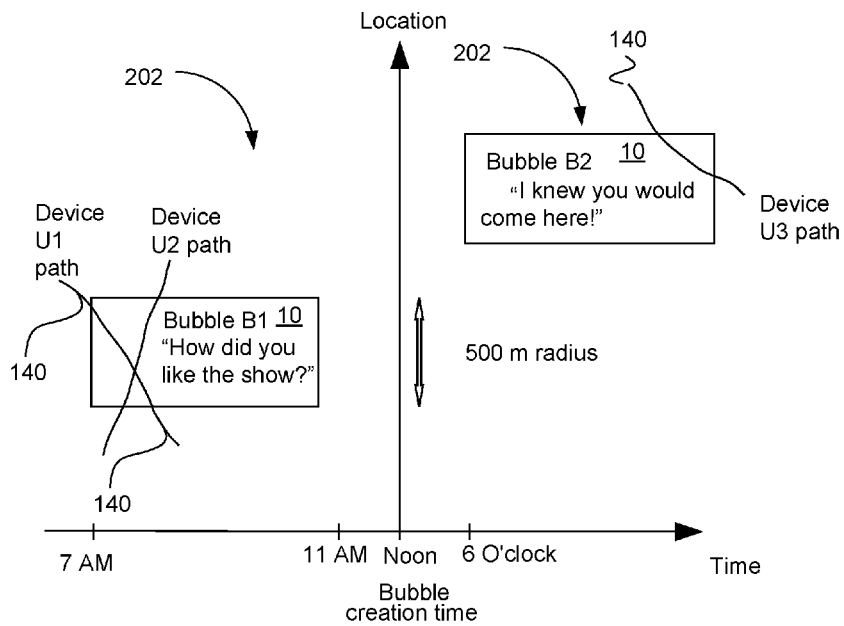 Location
140
202
202
Bubble B2 10
“I knew you would
come here!”
Device
U1
path
Device
U2 path
Device
U3 path
Bubble B1 10
“How did you
like the show?”
500 m radius
140
140
7 AM
11 AM
Noon
6 O'clock
Time
Bubble
creation time